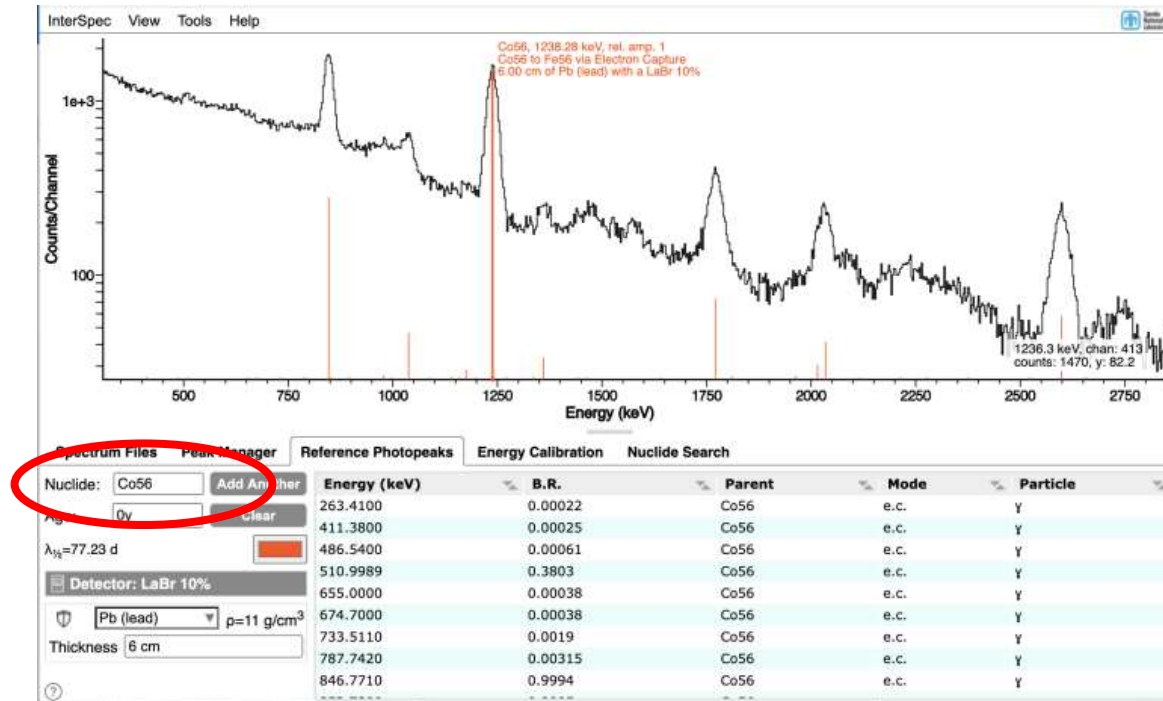 InterSpec View Tools Help
Sandia National Laboratories
Co56, 1238.28 keV, rel. amp. 1
Co56 to Fe56 via Electron Capture
6.00 cm of Pb (lead) with a LaBr 10%
1e+3
100
Counts/Channel
1236.3 keV, chan: 413
counts: 1470, y: 82.2
500 750 1000 1250 1500 1750 2000 2250 2500 2750
Energy (keV)
Spectrum Files Peak Manager Reference Photopeaks Energy Calibration Nuclide Search
Nuclide: Co56 Add Another
Age: 0y Clear
λ½=77.23 d
Detector: LaBr 10%
Pb (lead) ρ=11 g/cm³
Thickness 6 cm
?
Energy (keV) B.R. Parent Mode Particle
263.4100 0.00022 Co56 e.c. γ
411.3800 0.00025 Co56 e.c. γ
486.5400 0.00061 Co56 e.c. γ
510.9989 0.3803 Co56 e.c. γ
655.0000 0.00038 Co56 e.c. γ
674.7000 0.00038 Co56 e.c. γ
733.5110 0.0019 Co56 e.c. γ
787.7420 0.00315 Co56 e.c. γ
846.7710 0.9994 Co56 e.c. γ